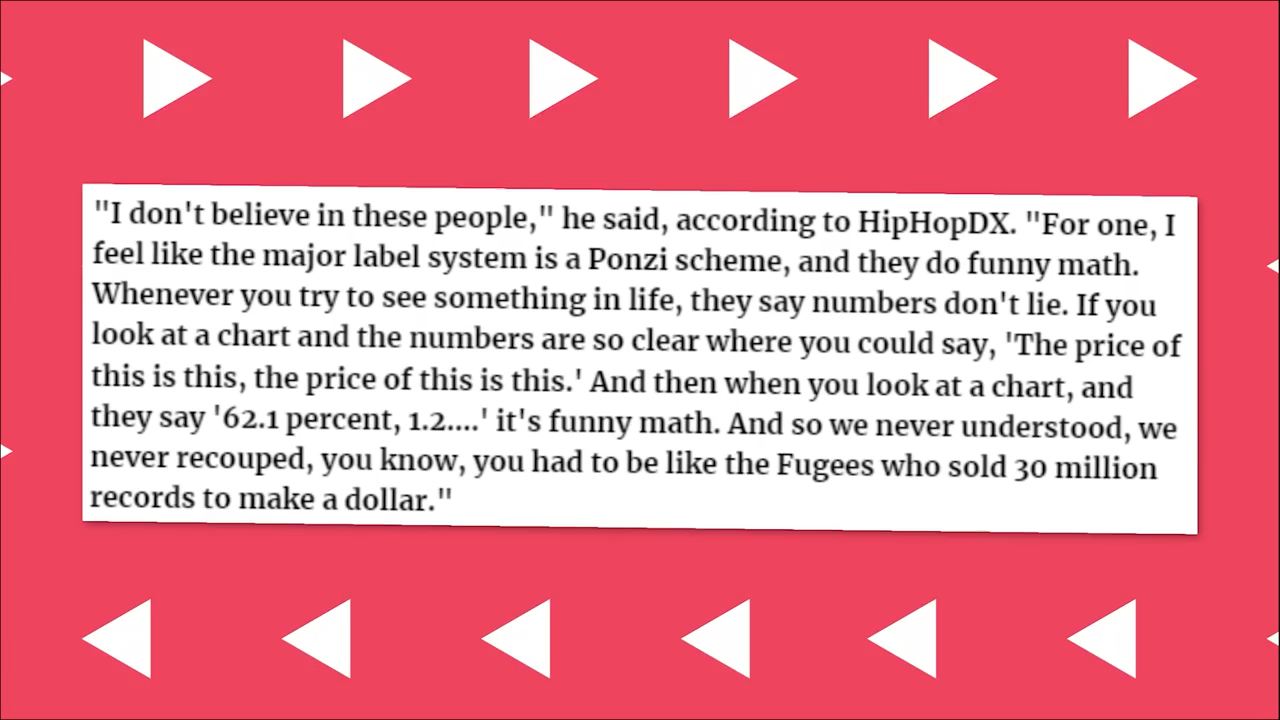 "I don't believe in these people," he said, according to HipHopDX. "For one, I
feel like the major label system is a Ponzi scheme, and they do funny math.
Whenever you try to see something in life, they say numbers don't lie. If you
look at a chart and the numbers are so clear where you could say, 'The price of
this is this, the price of this is this.' And then when you look at a chart, and
they say '62.1 percent, 1.2....' it's funny math. And so we never understood, we
never recouped, you know, you had to be like the Fugees who sold 30 million
records to make a dollar."